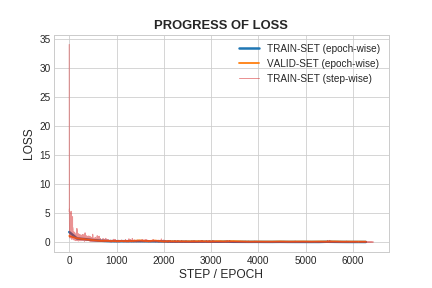 PROGRESS OF LOSS
35
30
25
20
15
10
5
0
LOSS
TRAIN-SET (epoch-wise)
VALID-SET (epoch-wise)
TRAIN-SET (step-wise)
0 1000 2000 3000 4000 5000 6000
STEP / EPOCH